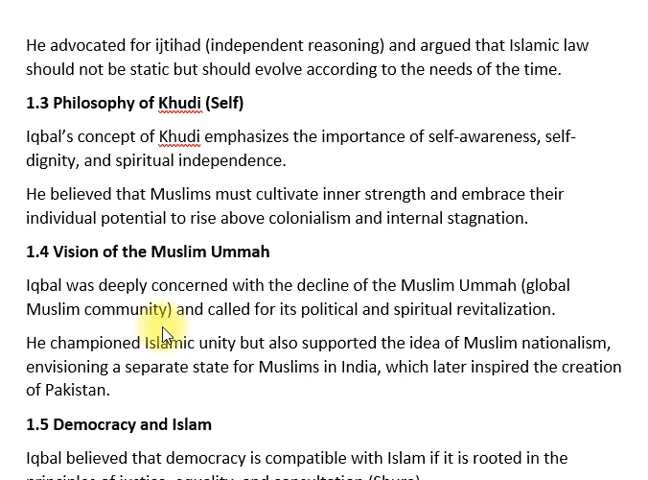 He advocated for ijtihad (independent reasoning) and argued that Islamic law
should not be static but should evolve according to the needs of the time.
1.3 Philosophy of Khudi (Self)
Iqbal’s concept of Khudi emphasizes the importance of self-awareness, self-
dignity, and spiritual independence.
He believed that Muslims must cultivate inner strength and embrace their
individual potential to rise above colonialism and internal stagnation.
1.4 Vision of the Muslim Ummah
Iqbal was deeply concerned with the decline of the Muslim Ummah (global
Muslim community) and called for its political and spiritual revitalization.
He championed Islamic unity but also supported the idea of Muslim nationalism,
envisioning a separate state for Muslims in India, which later inspired the creation
of Pakistan.
1.5 Democracy and Islam
Iqbal believed that democracy is compatible with Islam if it is rooted in the
principles of justice, equality, and consultation (Shura).